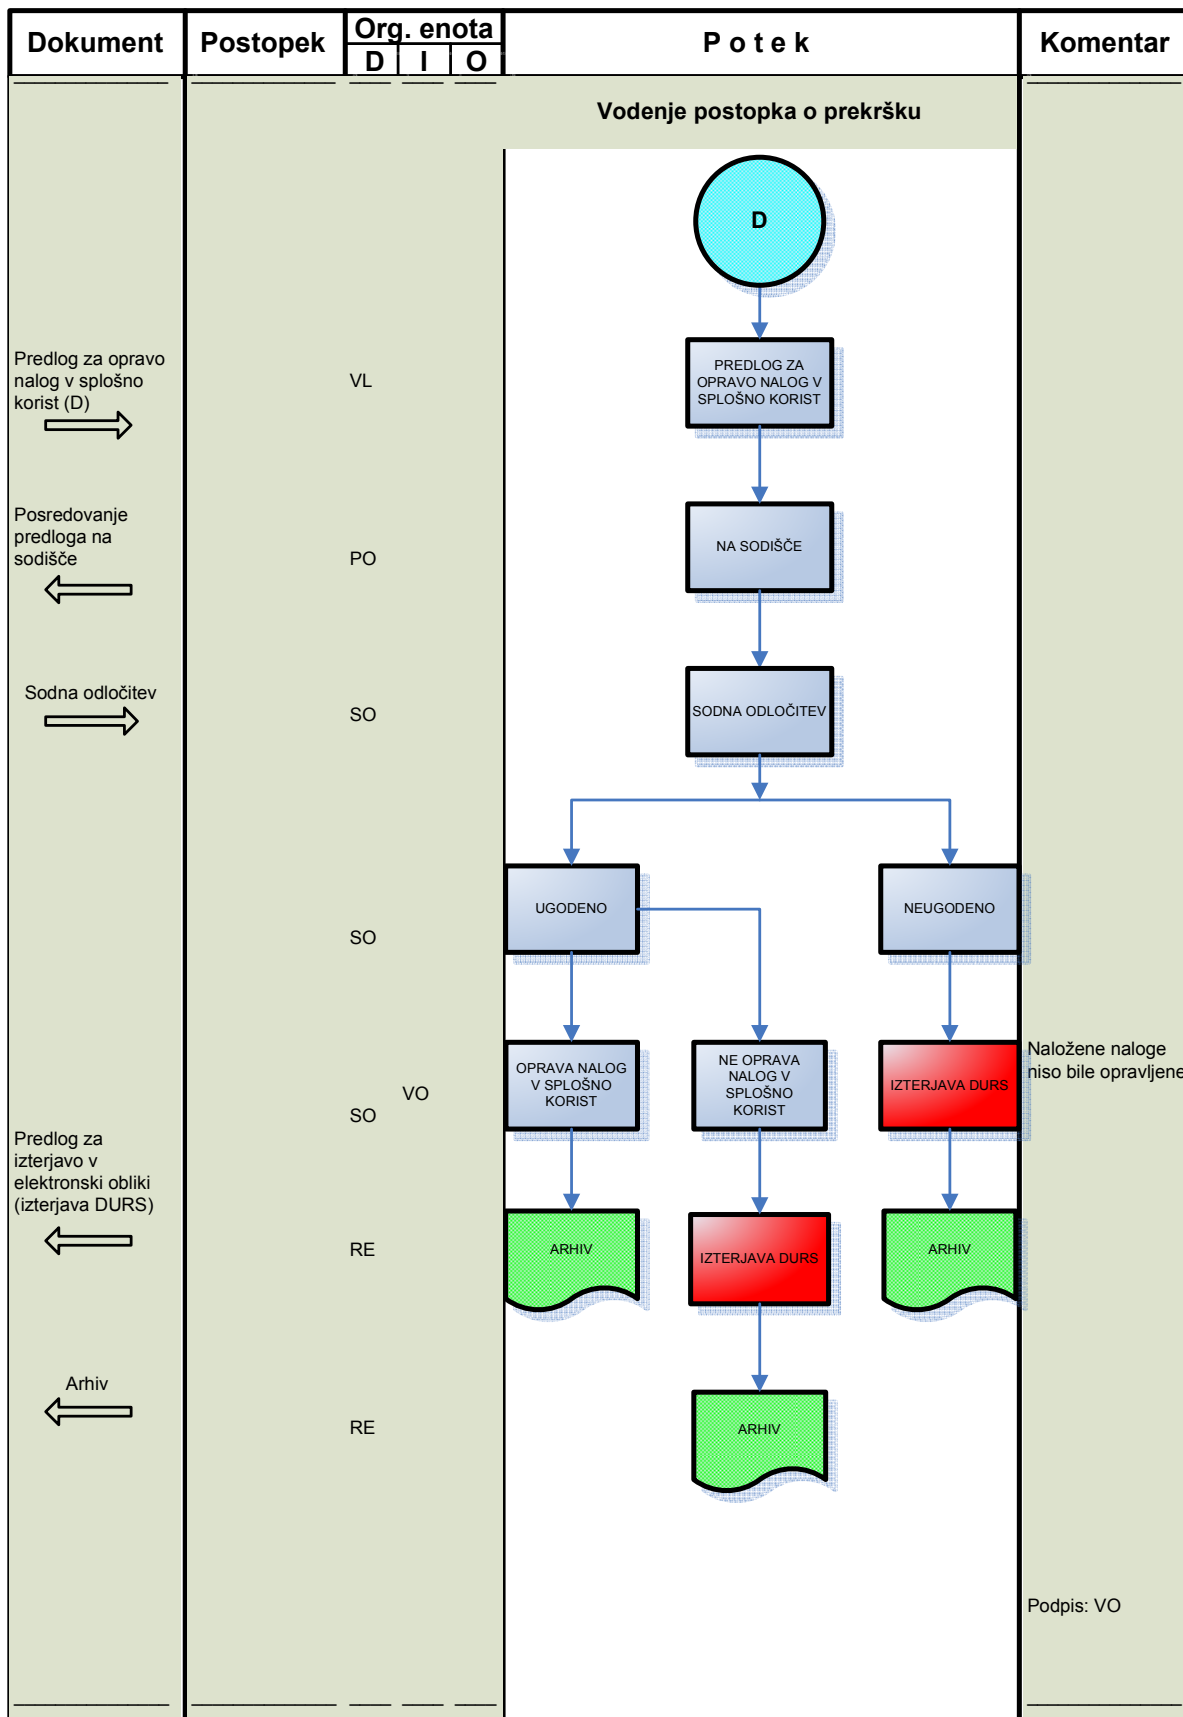 Dokument
Postopek
Org. enota
D I O
P o t e k
Komentar
Vodenje postopka o prekršku
D
Predlog za opravo
nalog v splošno
korist (D)
VL
PREDLOG ZA
OPRAVO NALOG V
SPLOŠNO KORIST
Posredovanje
predloga na
sodišče
PO
NA SODIŠČE
Sodna odločitev
SO
SODNA ODLOČITEV
SO
UGODENO
NEUGODENO
SO
VO
OPRAVA NALOG
V SPLOŠNO
KORIST
NE OPRAVA
NALOG V
SPLOŠNO
KORIST
IZTERJAVA DURS
Naložene naloge
niso bile opravljene
Predlog za
izterjavo v
elektronski obliki
(izterjava DURS)
RE
ARHIV
IZTERJAVA DURS
ARHIV
Arhiv
RE
ARHIV
Podpis: VO